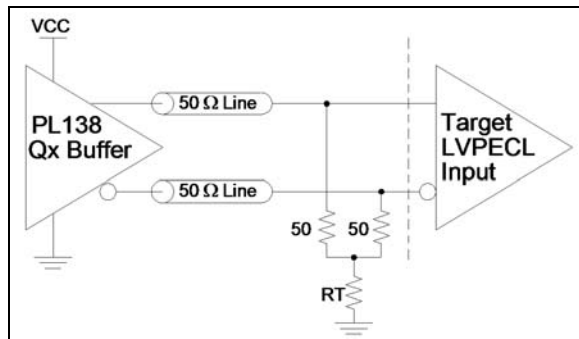 VCC
50 Ω Line
PL138
Qx Buffer
Target
LVPECL
Input
50 Ω Line
50
50
RT